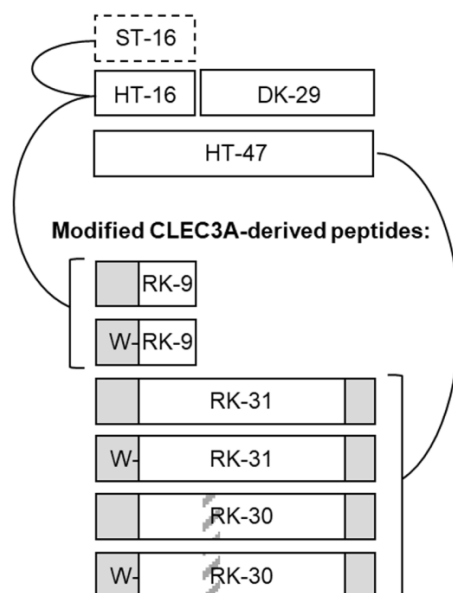 ST-16
HT-16 DK-29
HT-47
Modified CLEC3A-derived peptides:
RK-9
W-RK-9
RK-31
W- RK-31
RK-30
W- RK-30